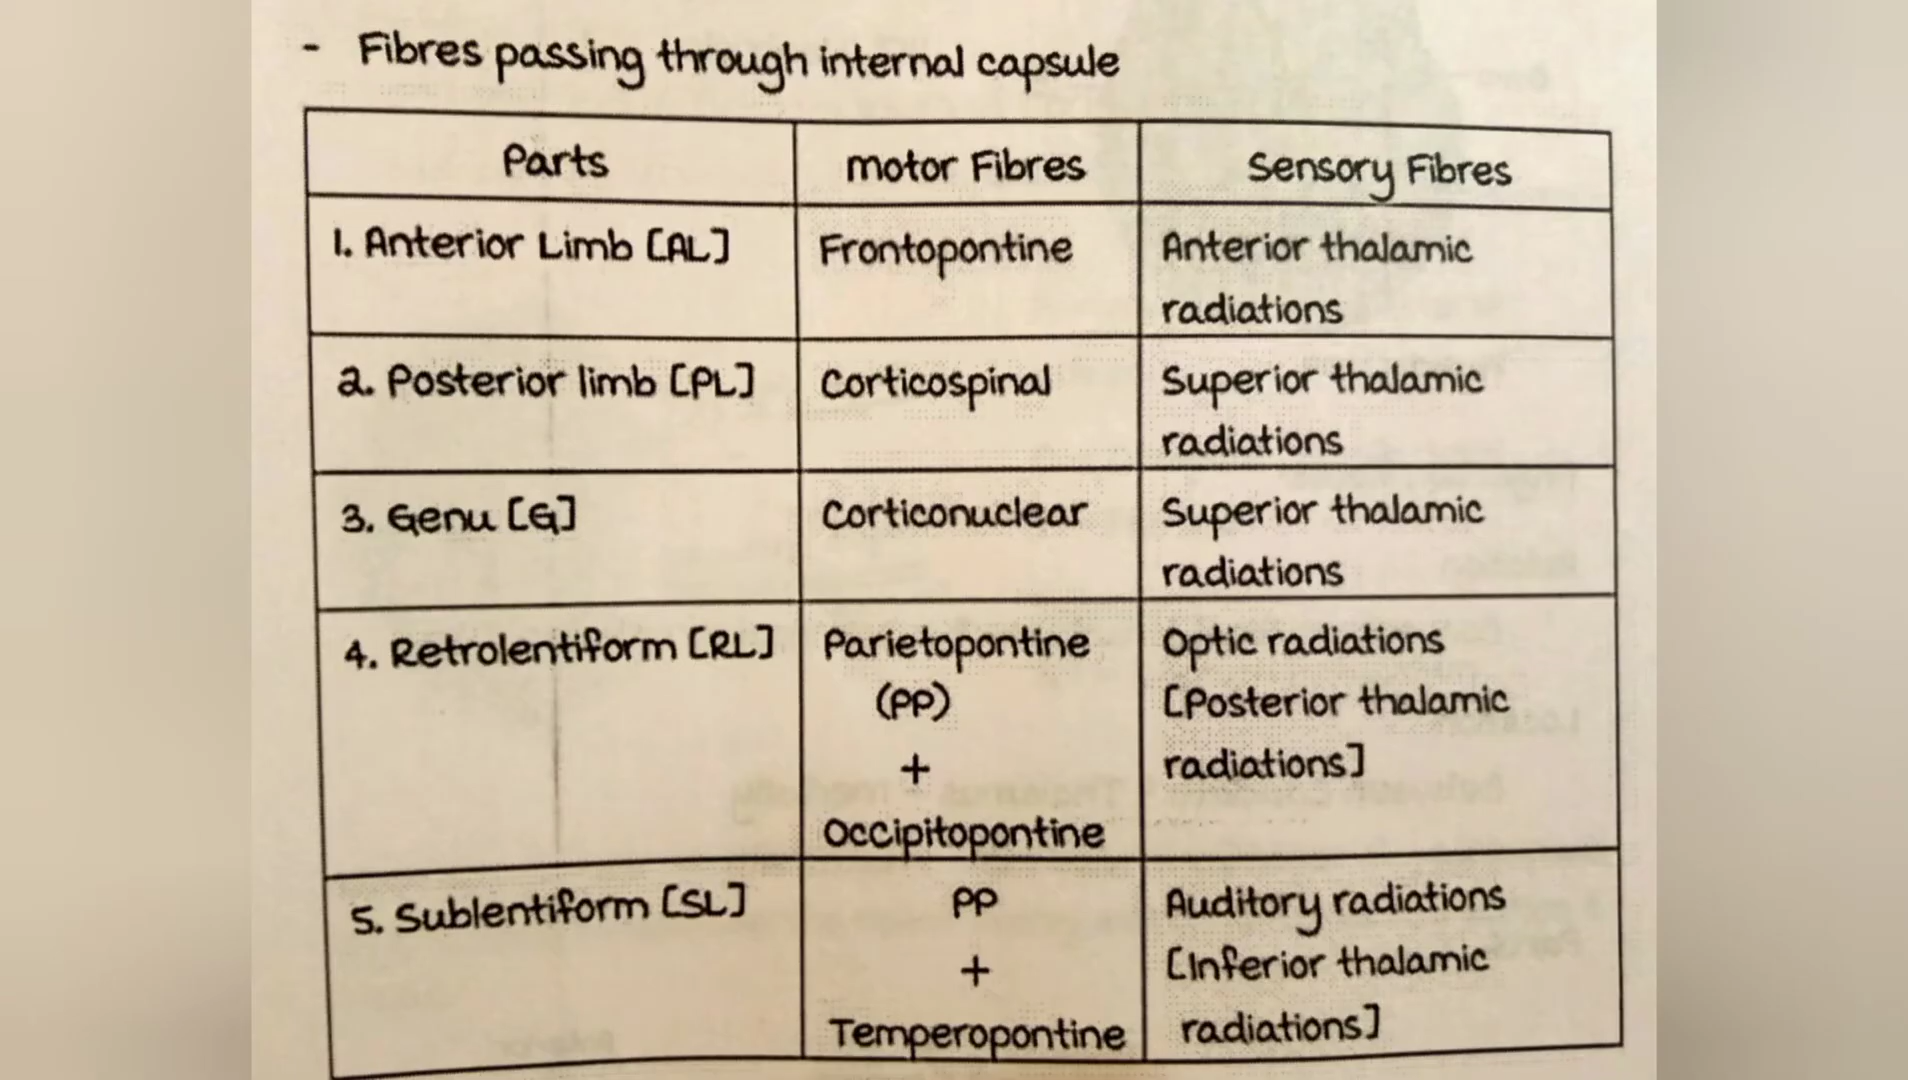 - Fibres passing through internal capsule
Parts
motor Fibres
Sensory Fibres
1. Anterior Limb [AL]
Frontopontine
Anterior thalamic
radiations
2. Posterior limb [PL]
Corticospinal
Superior thalamic
radiations
3. Genu [G]
Corticonuclear
Superior thalamic
radiations
4. Retrolentiform [RL]
Parietopontine
(PP)
+
Occipitopontine
Optic radiations
[Posterior thalamic
radiations]
5. Sublentiform [SL]
PP
+
Temperopontine
Auditory radiations
[Inferior thalamic
radiations]